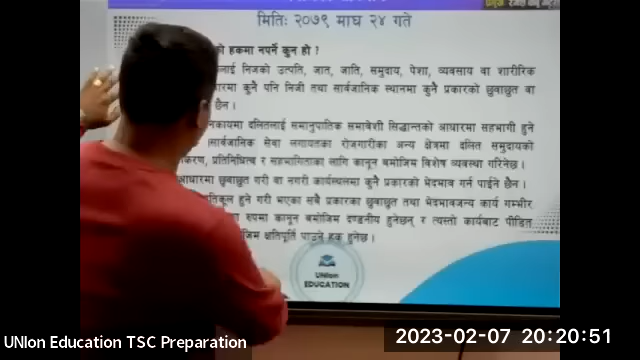 मितिः २०७९ माघ २४ गते
हकमा नपर्ने कुन हो ?
निजको उत्पति, जात, जाति, समुदाय, पेशा, व्यवसाय वा शारीरिक
कुनै पनि निजी तथा सार्वजनिक स्थानमा कुनै प्रकारको छुवाछुत वा
छैन ।
दलितलाई समानुपातिक समावेशी सिद्धान्तको आधारमा सहभागी हुने
सार्वजनिक सेवा लगायतका रोजगारीका अन्य क्षेत्रमा दलित समुदायको
प्रतिनिधित्व र सहभागिताका लागि कानून बमोजिम विशेष व्यवस्था गरिनेछ ।
आधारमा छुवाछुत गरी वा नगरी कार्यस्थलमा कुनै प्रकारको भेदभाव गर्न पाईने छैन ।
हुने गरी भएका सबै प्रकारका छुवाछुत तथा भेदभावजन्य कार्य गम्भीर
रुपमा कानून बमोजिम दण्डनीय हुनेछन् र त्यस्तो कार्यबाट पीडित
क्षतिपूर्ति पाउने हक हुनेछ ।
UNIon
EDUCATION
UNIon Education TSC Preparation
2023-02-07 20:20:51